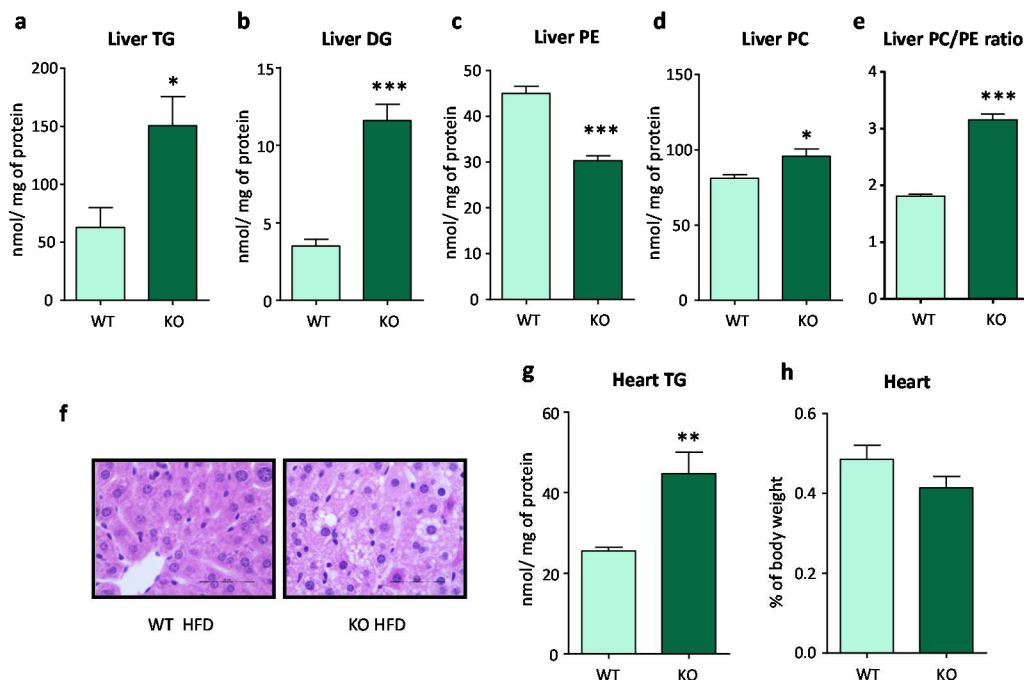 a
Liver TG
nmol/ mg of protein
200
150
100
50
0
*
WT
KO
b
Liver DG
nmol/ mg of protein
15
10
5
0
***
WT
KO
c
Liver PE
nmol/ mg of protein
50
40
30
20
10
0
***
WT
KO
d
Liver PC
nmol/ mg of protein
150
100
50
0
*
WT
KO
e
Liver PC/PE ratio
4
3
2
1
0
***
WT
KO
f
WT HFD
KO HFD
g
Heart TG
nmol/ mg of protein
60
40
20
0
**
WT
KO
h
Heart
% of body weight
0.6
0.4
0.2
0.0
WT
KO